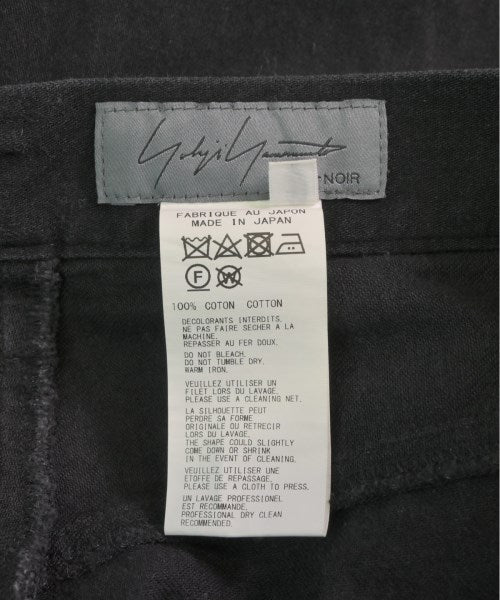 Yohji Yamamoto
NOIR
FABRIQUE AU JAPON
MADE IN JAPAN
F W
100% COTON COTTON
DECOLORANTS INTERDITS.
NE PAS FAIRE SECHER A LA
MACHINE.
REPASSER AU FER DOUX.
DO NOT BLEACH.
DO NOT TUMBLE DRY.
WARM IRON.
VEUILLEZ UTILISER UN
FILET LORS DU LAVAGE.
PLEASE USE A CLEANING NET.
LA SILHOUETTE PEUT
PERDRE SA FORME
ORIGINALE OU RETRECIR
LORS DU LAVAGE.
THE SHAPE COULD SLIGHTLY
COME DOWN OR SHRINK
IN THE EVENT OF CLEANING.
VEUILLEZ UTILISER UNE
ETOFFE DE REPASSAGE.
PLEASE USE A CLOTH TO PRESS.
UN LAVAGE PROFESSIONEL
EST RECOMMANDE.
PROFESSIONAL DRY CLEAN
RECOMMENDED.